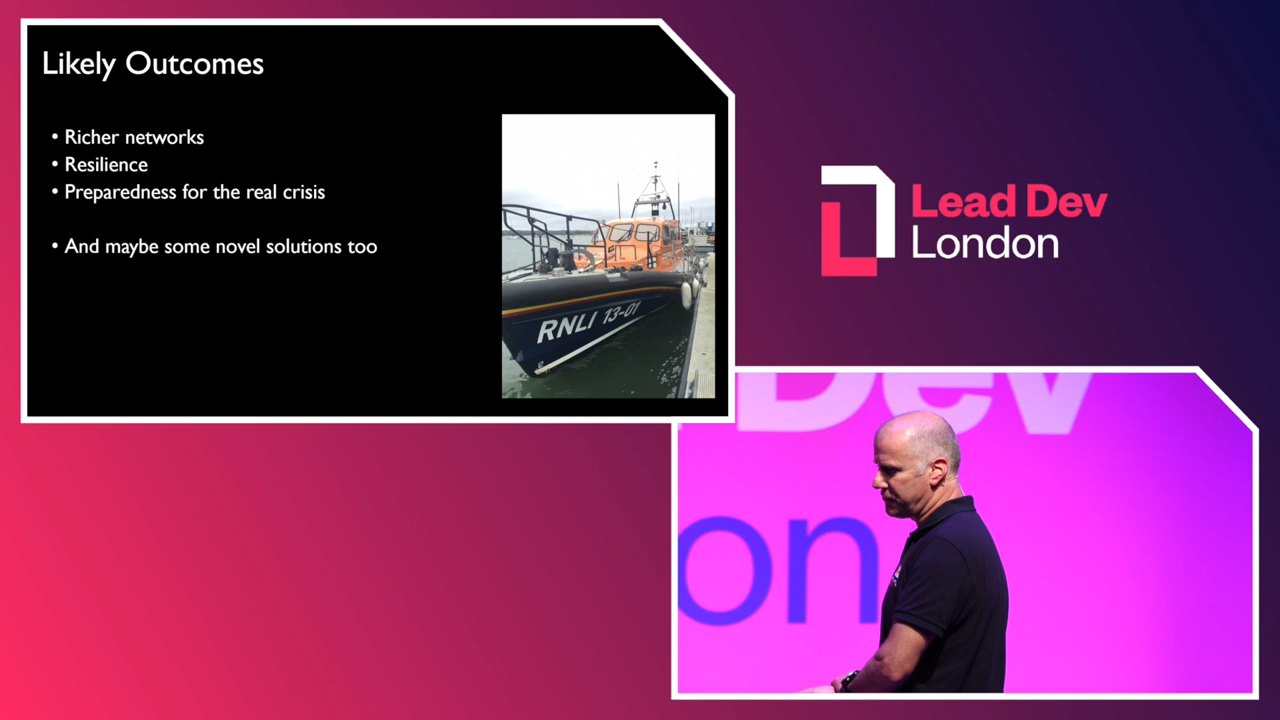 Likely Outcomes
• Richer networks
• Resilience
• Preparedness for the real crisis
• And maybe some novel solutions too
RNLI 13-01
Lead Dev
London
Dev
on